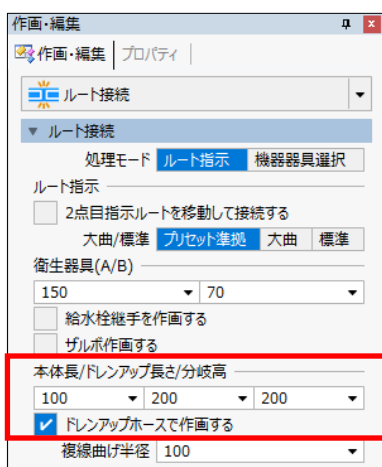 作画・編集
作画・編集 プロパティ
ルート接続
ルート接続
処理モード ルート指示 機器器具選択
ルート指示
2点目指示ルートを移動して接続する
大曲/標準 プリセット準拠 大曲 標準
衛生器具(A/B)
150 70
給水栓継手を作画する
ザルボ作画する
本体長/ドレンアップ長さ/分岐高
100 200 200
ドレンアップホースで作画する
複線曲げ半径 100